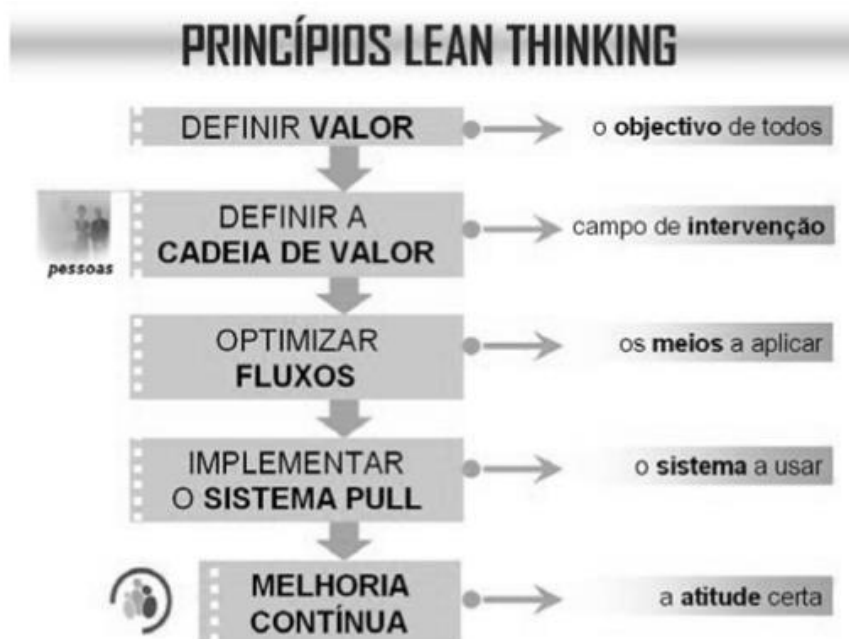 PRINCÍPIOS LEAN THINKING
DEFINIR VALOR
o objectivo de todos
DEFINIR A
CADEIA DE VALOR
campo de intervenção
pessoas
OPTIMIZAR
FLUXOS
os meios a aplicar
IMPLEMENTAR
O SISTEMA PULL
o sistema a usar
MELHORIA
CONTÍNUA
a atitude certa